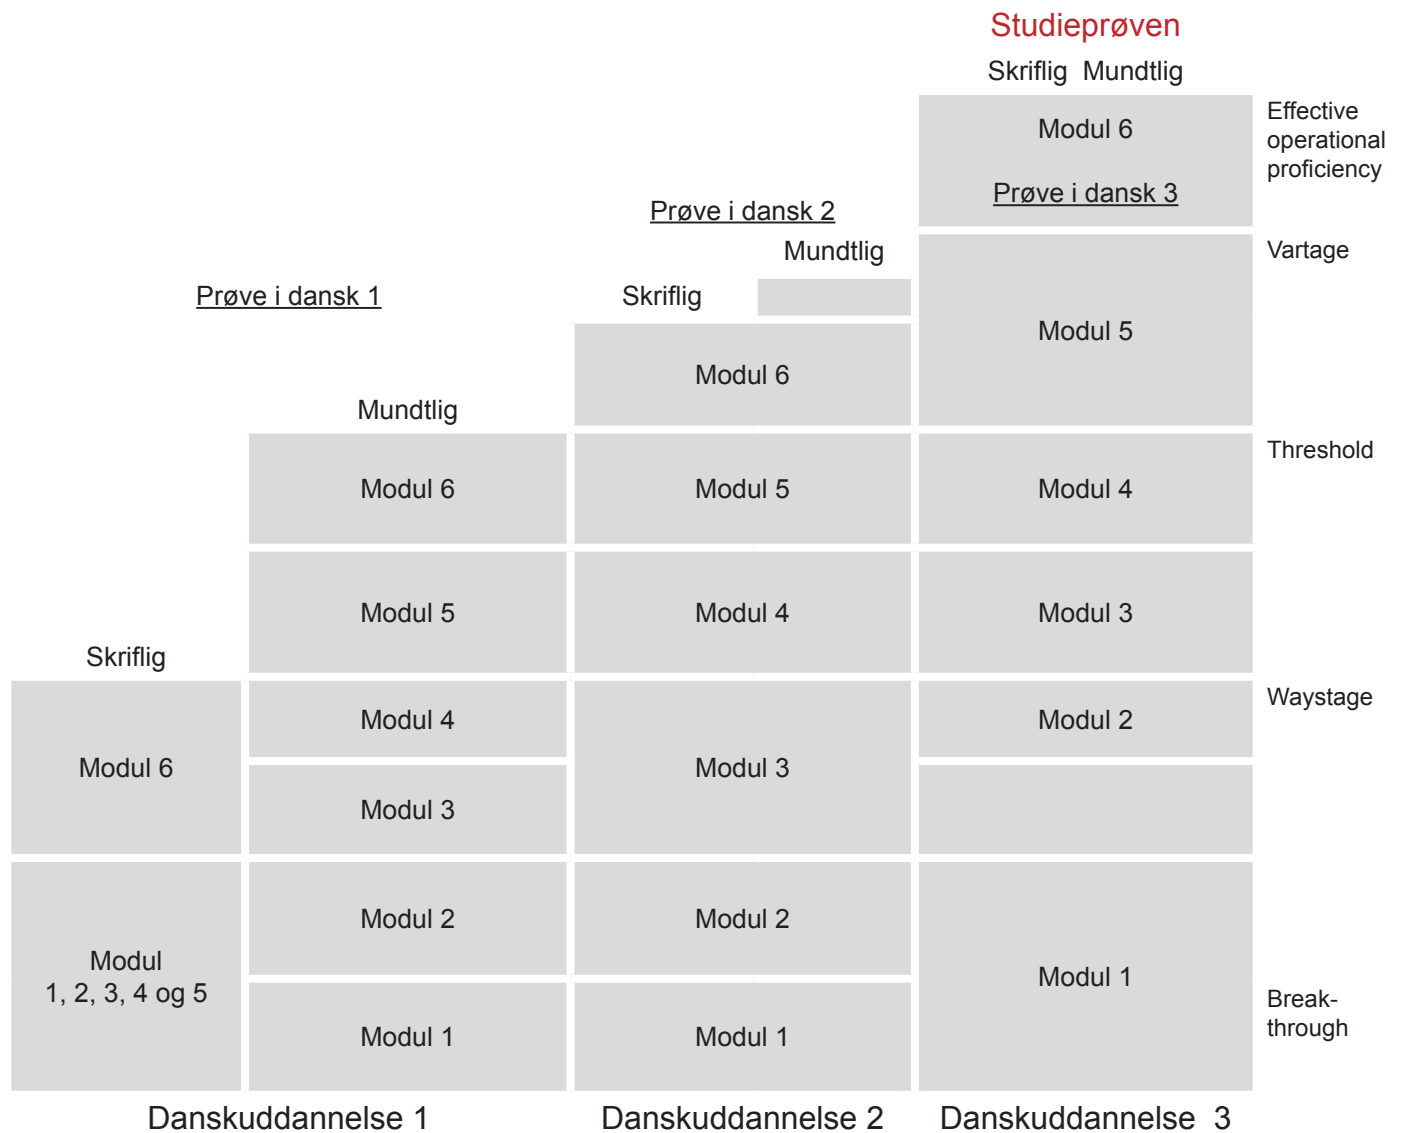 Studieprøven
Skriflig Mundtlig
Modul 6
Effective
operational
proficiency
Prøve i dansk 3
Prøve i dansk 2
Mundtlig
Vartage
Prøve i dansk 1
Skriflig
Modul 5
Modul 6
Mundtlig
Threshold
Modul 6
Modul 5
Modul 4
Modul 5
Modul 4
Modul 3
Skriflig
Waystage
Modul 4
Modul 2
Modul 6
Modul 3
Modul 3
Modul 2
Modul 2
Modul
1, 2, 3, 4 og 5
Modul 1
Break-
through
Modul 1
Modul 1
Danskuddannelse 1
Danskuddannelse 2
Danskuddannelse 3